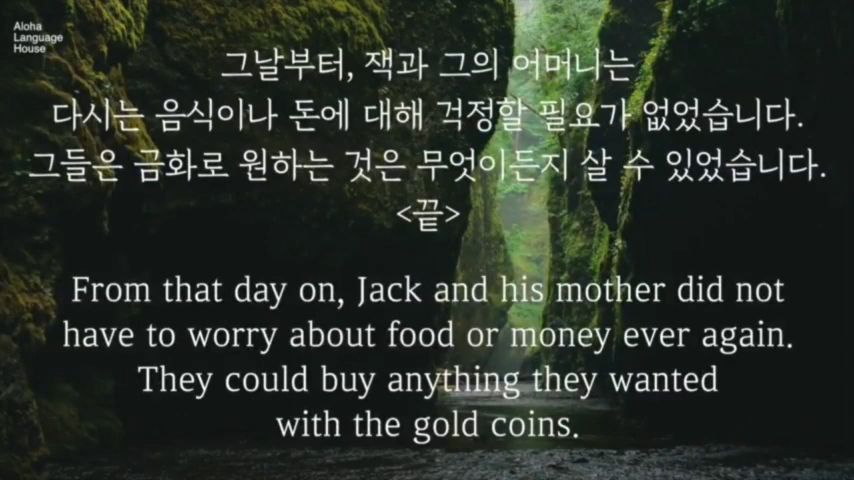 Aloha
Language
House
그날부터, 잭과 그의 어머니는
다시는 음식이나 돈에 대해 걱정할 필요가 없었습니다.
그들은 금화로 원하는 것은 무엇이든지 살 수 있었습니다.
<끝>
From that day on, Jack and his mother did not
have to worry about food or money ever again.
They could buy anything they wanted
with the gold coins.